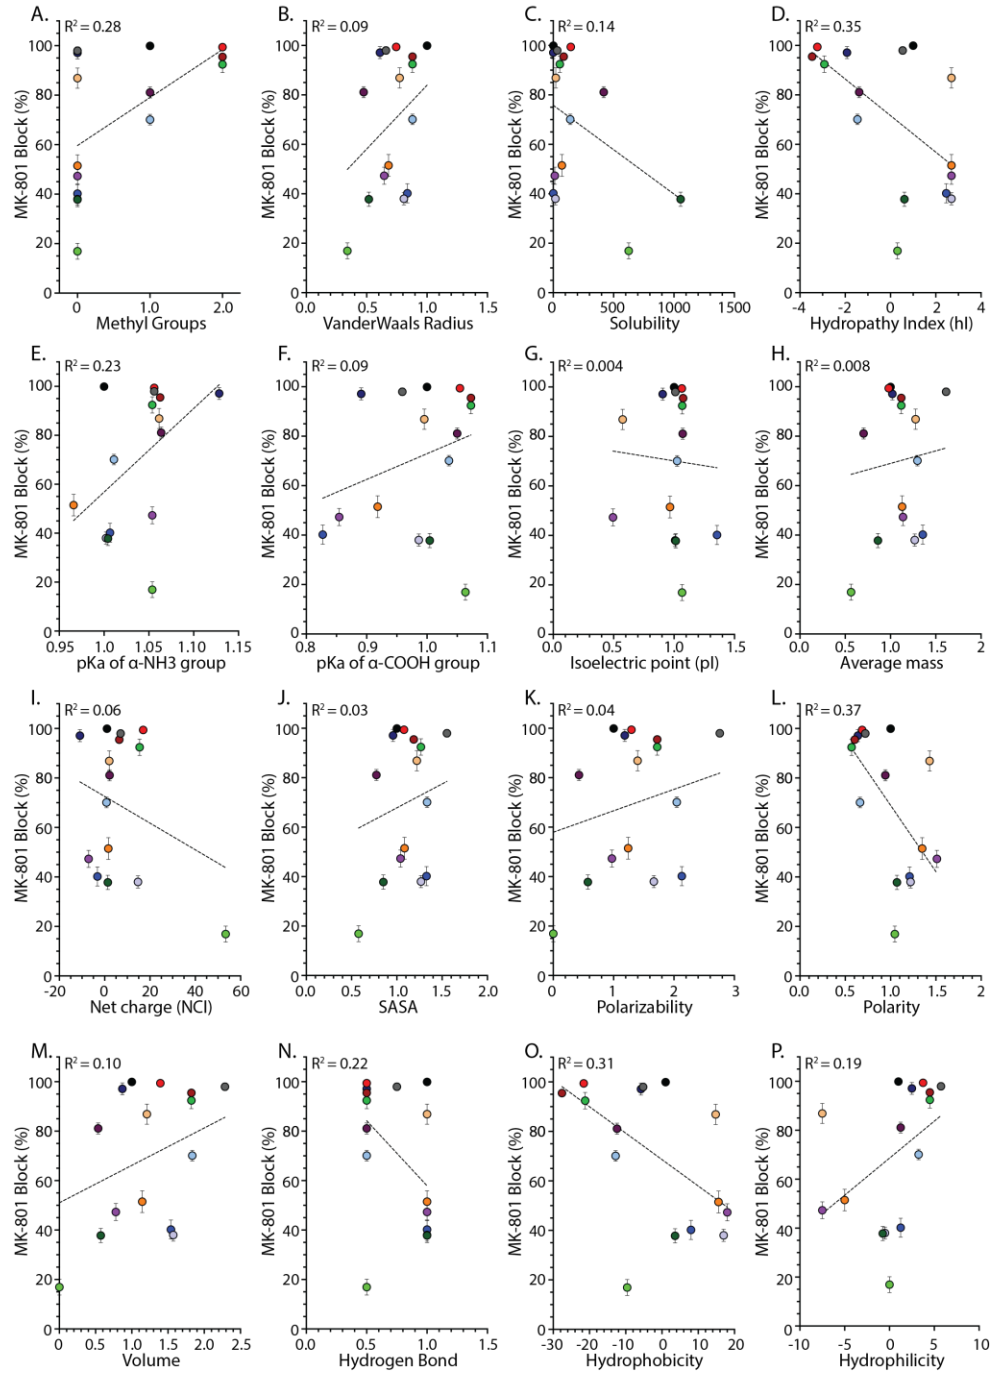 A. B. C. D.
R² = 0.28 R² = 0.09 R² = 0.14 R² = 0.35
MK-801 Block (%) MK-801 Block (%) MK-801 Block (%) MK-801 Block (%)
100 100 100 100
80 80 80 80
60 60 60 60
40 40 40 40
20 20 20 20
0 0 0 0
0 1.0 2.0 0.0 0.5 1.0 1.5 0 500 1000 1500 -4 -2 0 2 4
Methyl Groups VanderWaals Radius Solubility Hydropathy Index (hI)
E. F. G. H.
R² = 0.23 R² = 0.09 R² = 0.004 R² = 0.008
MK-801 Block (%) MK-801 Block (%) MK-801 Block (%) MK-801 Block (%)
100 100 100 100
80 80 80 80
60 60 60 60
40 40 40 40
20 20 20 20
0 0 0 0
0.95 1.0 1.05 1.10 1.15 0.8 0.9 1.0 1.1 0.0 0.5 1.0 1.5 0.0 0.5 1.0 1.5 2.0
pKa of α-NH3 group pKa of α-COOH group Isoelectric point (pI) Average mass
I. J. K. L.
R² = 0.06 R² = 0.03 R² = 0.04 R² = 0.37
MK-801 Block (%) MK-801 Block (%) MK-801 Block (%) MK-801 Block (%)
100 100 100 100
80 80 80 80
60 60 60 60
40 40 40 40
20 20 20 20
0 0 0 0
-20 0 20 40 60 0.0 0.5 1.0 1.5 2.0 0 1 2 3 0.0 0.5 1.0 1.5 2.0
Net charge (NCI) SASA Polarizability Polarity
M. N. O. P.
R² = 0.10 R² = 0.22 R² = 0.31 R² = 0.19
MK-801 Block (%) MK-801 Block (%) MK-801 Block (%) MK-801 Block (%)
100 100 100 100
80 80 80 80
60 60 60 60
40 40 40 40
20 20 20 20
0 0 0 0
0.0 0.5 1.0 1.5 2.0 2.5 0.0 0.5 1.0 1.5 -30 -20 -10 0 10 20 -10 -5 0 5 10
Volume Hydrogen Bond Hydrophobicity Hydrophilicity